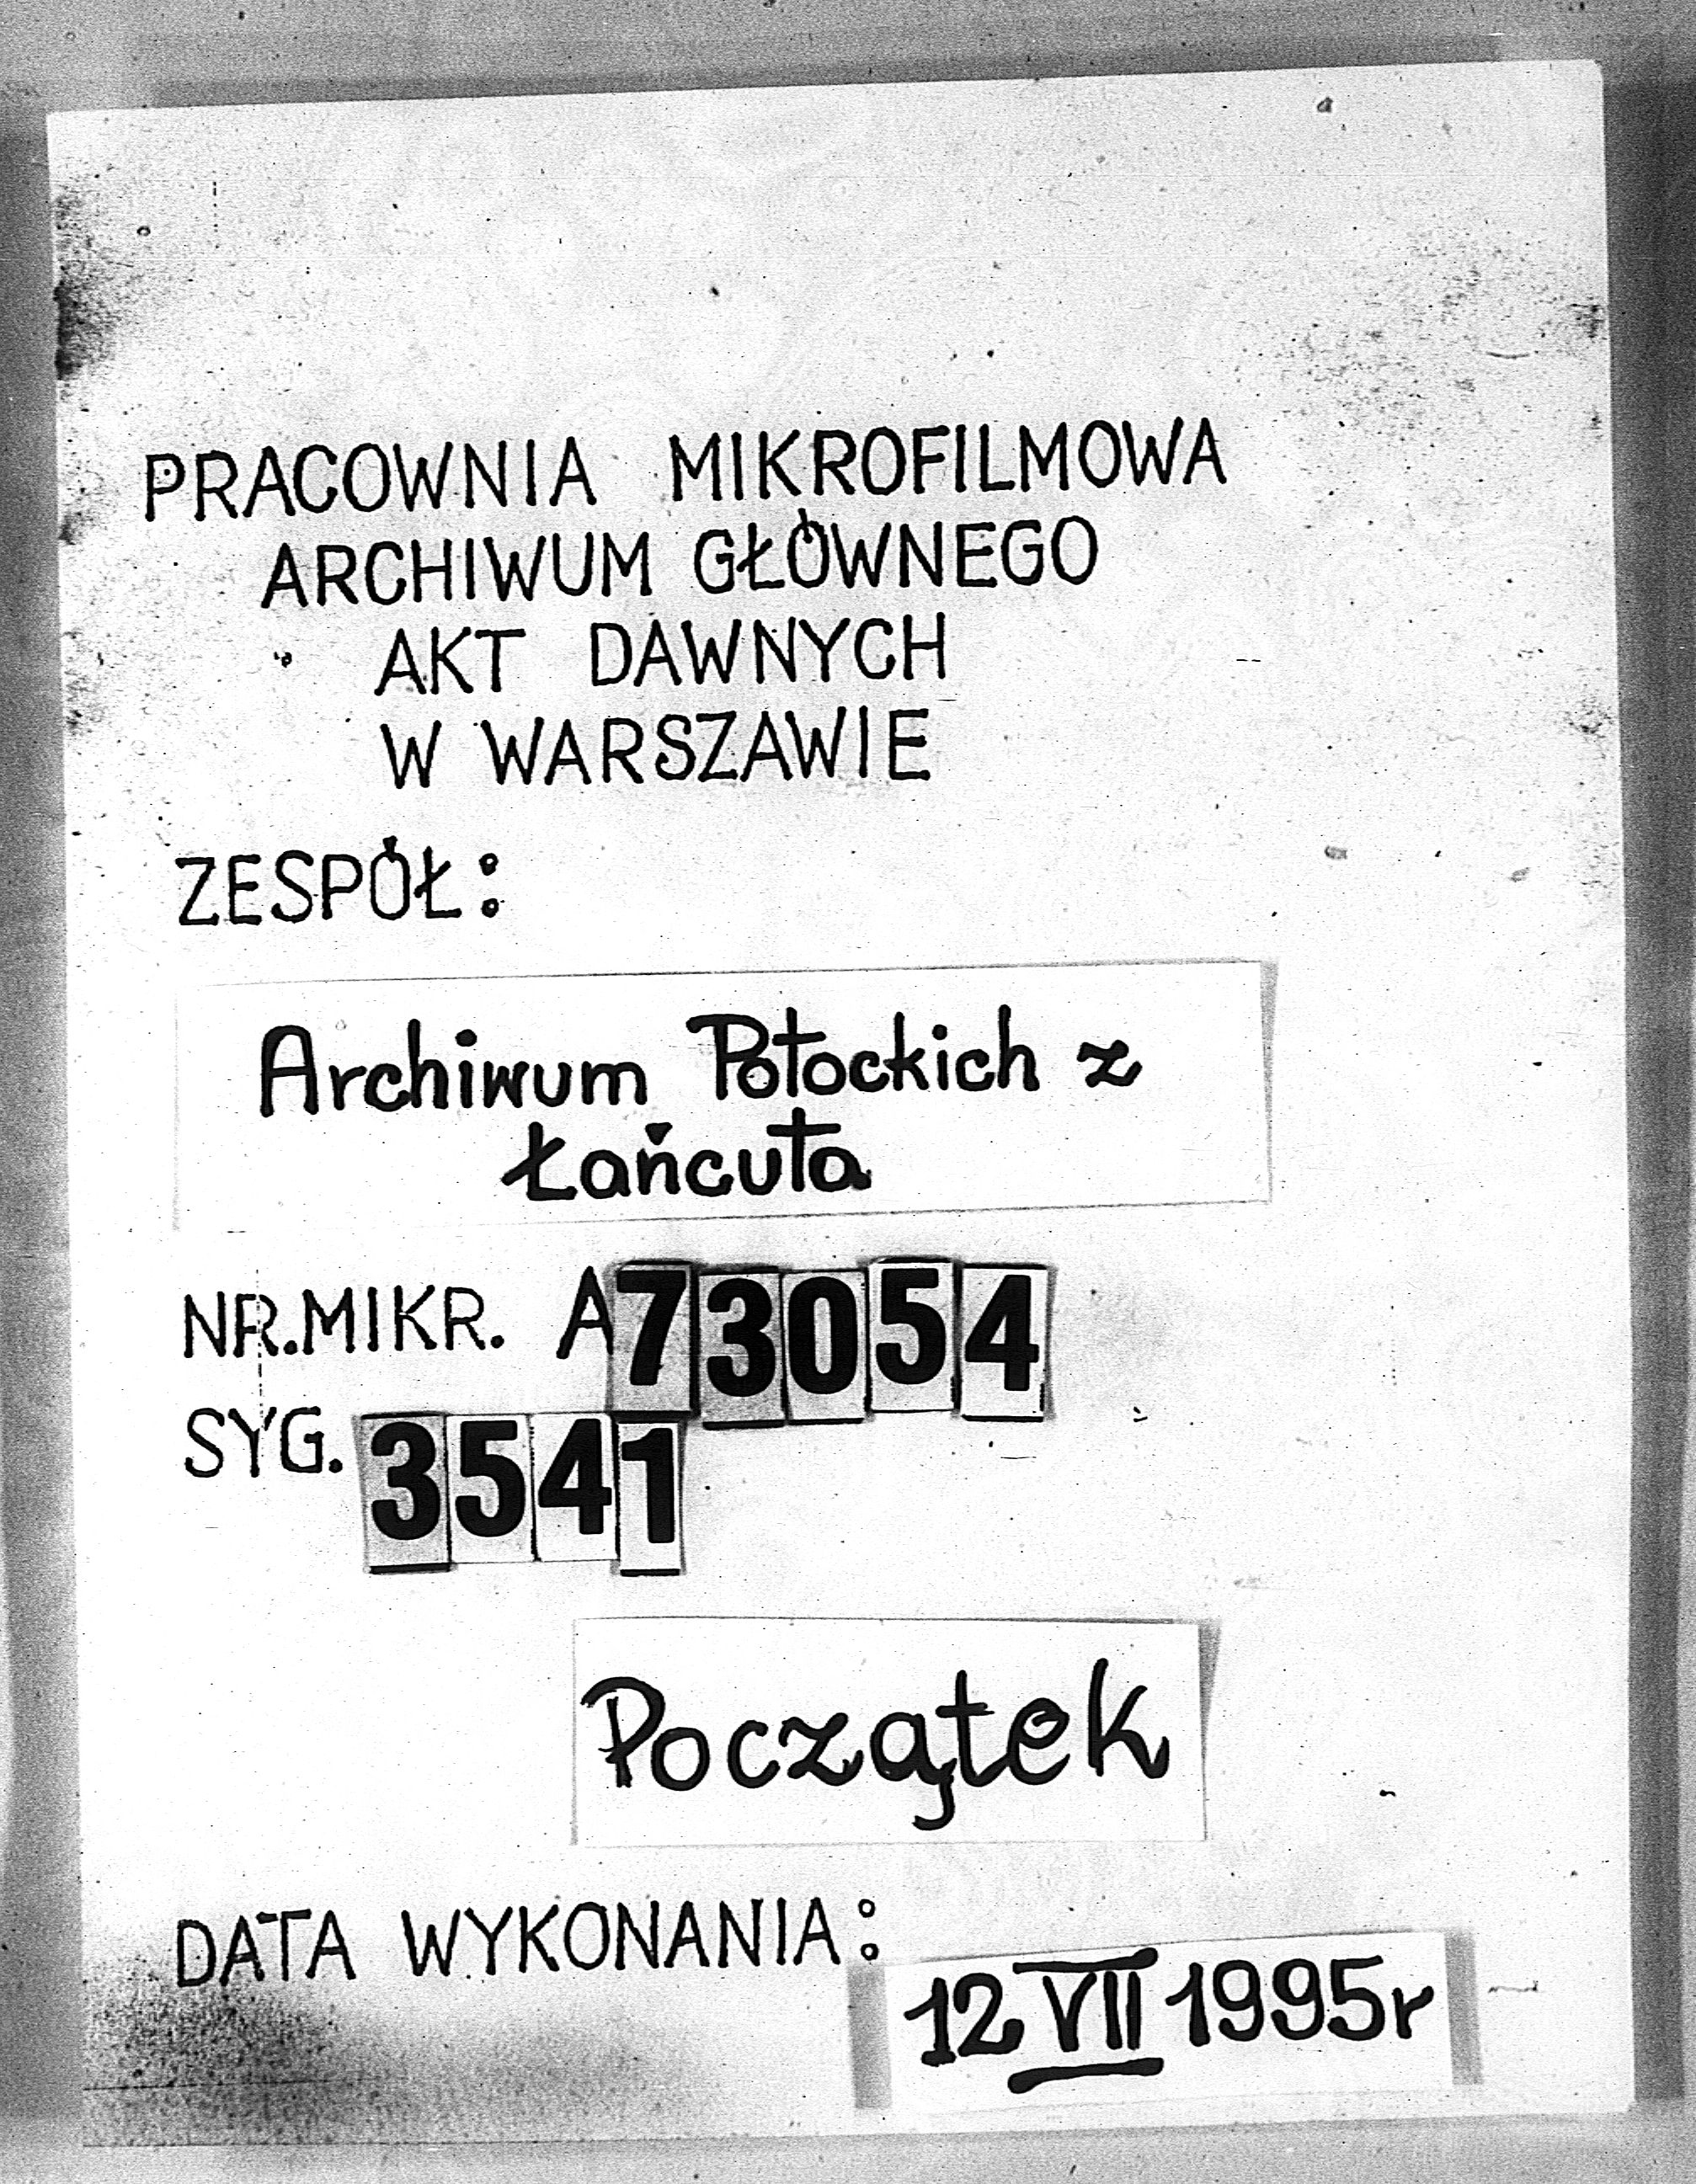 PRACOWNIA MIKROFILMOWA
ARCHIWUM GŁÓWNEGO
AKT DAWNYCH
W WARSZAWIE
ZESPÓŁ:
Archiwum Potockich z
Łańcuta
NR.MIKR. A73054
SYG. 3541
Początek
DATA WYKONANIA:
12 VII 1995r